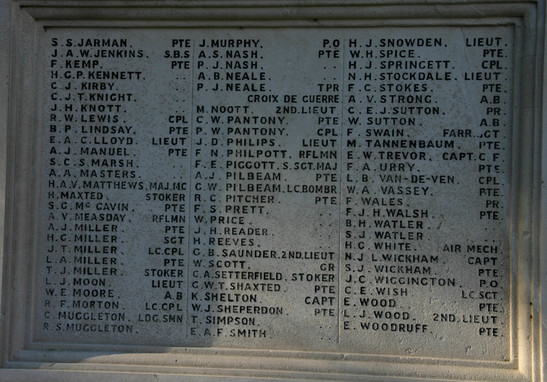 S. S. JARMAN. PTE
J. A. W. JENKINS. S.B.S
F. KEMP. PTE
H. G. P. KENNETT. ..
C. J. KIRBY. ..
C. J. T. KNIGHT. ..
J. H. KNOTT. ..
R. W. LEWIS. CPL
B. P. LINDSAY. PTE
E. A. C. LLOYD. LIEUT
A. J. MANUEL. PTE
S. C. S. MARSH. ..
A. A. MASTERS. ..
H. A. V. MATTHEWS, MAJ. MC
H. MAXTED. STOKER
S. G. Mc GAVIN. PTE
A. V. MEASDAY. RFLMN
A. J. MILLER. PTE
H. G. MILLER. SGT
J. T. MILLER. LC. CPL
L. A. MILLER. PTE
T. J. MILLER. STOKER
L. J. MOON. LIEUT
W. E. MOORE. A.B
R. F. MORTON. LC. CPL
C. MUGGLETON. LDG. SMN
R. S. MUGGLETON.
J. MURPHY. P.O
A. S. NASH. PTE
P. J. NASH. ..
A. B. NEALE. ..
P. J. NEALE. TPR
CROIX DE GUERRE
M. NOOTT. 2ND. LIEUT
C. W. PANTONY. PTE
P. W. PANTONY. CPL
J. D. PHILIPS. LIEUT
F. N. PHILPOTT. RFLMN
F. E. PIGGOTT. S. SGT. MAJ
A. J. PILBEAM. PTE
G. W. PILBEAM. LC. BOMBR
R. C. PITCHER. PTE
F. S. PRETT. ..
W. PRICE. ..
J. H. READER. ..
H. REEVES. ..
G. B. SAUNDER. 2ND. LIEUT
W. SCOTT. GR
C. A. SETTERFIELD. STOKER
G. W. T. SHAXTED. PTE
K. SHELTON. CAPT
W. J. SHEPERDON. PTE
T. SIMPSON. ..
E. A. F. SMITH. ..
H. J. SNOWDEN. LIEUT.
W. H. SPICE. PTE.
H. J. SPRINGETT. CPL.
N. H. STOCKDALE. LIEUT.
F. C. STOKES. PTE.
A. V. STRONG. A.B.
C. E. J. SUTTON. PR.
W. SUTTON. A.B.
F. SWAIN. FARR. SGT
M. TANNENBAUM. PTE.
E. W. TREVOR. CAPT. C F.
F. A. URRY. PTE.
L. B. VAN-DE-VEN. CPL.
W. A. VASSEY. PTE.
F. WALES. PR.
F. J. H. WALSH. PTE.
B. H. WATLER. ..
S. J. WATLER. ..
H. G. WHITE. AIR MECH.
N. J. L. WICKHAM. CAPT.
S. J. WICKHAM. PTE.
J. C. WIGGINGTON. P.O.
C. E. WISH. LC. SGT.
E. WOOD. PTE.
L. J. WOOD. 2ND. LIEUT.
E. WOODRUFF. PTE.